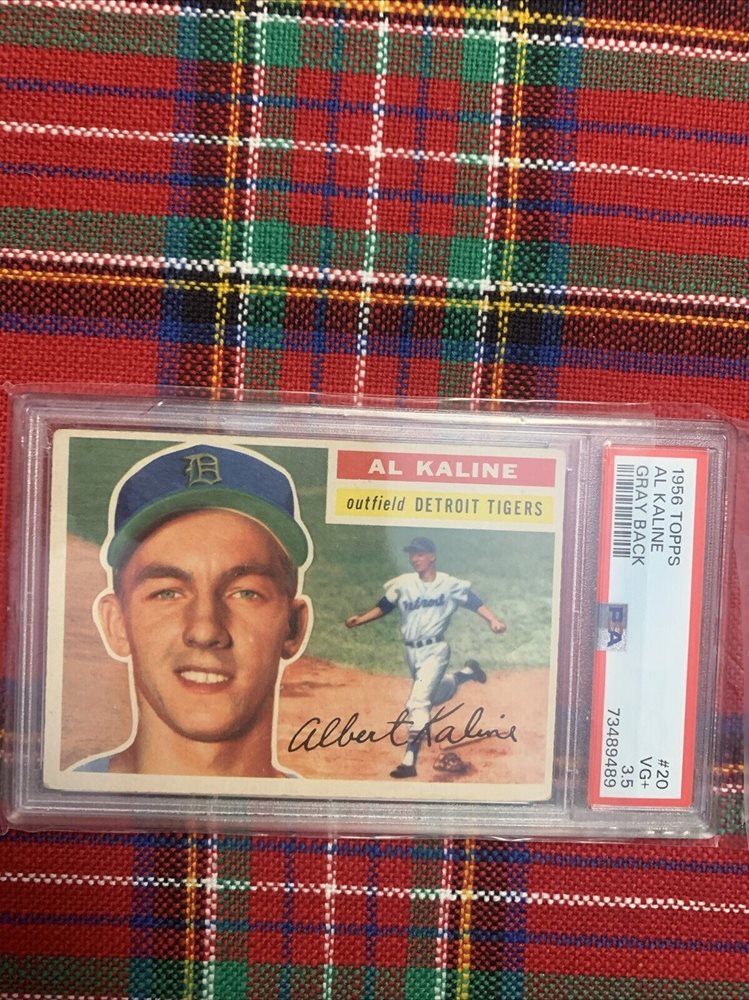 AL KALINE
outfield DETROIT TIGERS
Detroit
Albert Kaline
D
1956 TOPPS
AL KALINE
GRAY BACK
#20
VG+
3.5
73489489
PSA